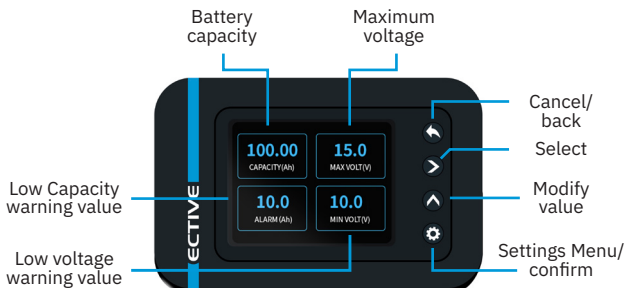 Battery
capacity
Maximum
voltage
Cancel/
back
Select
Modify
value
Settings Menu/
confirm
Low Capacity
warning value
Low voltage
warning value
ECTIVE
100.00
CAPACITY(Ah)
15.0
MAX VOLT(V)
10.0
ALARM (Ah)
10.0
MIN VOLT(V)